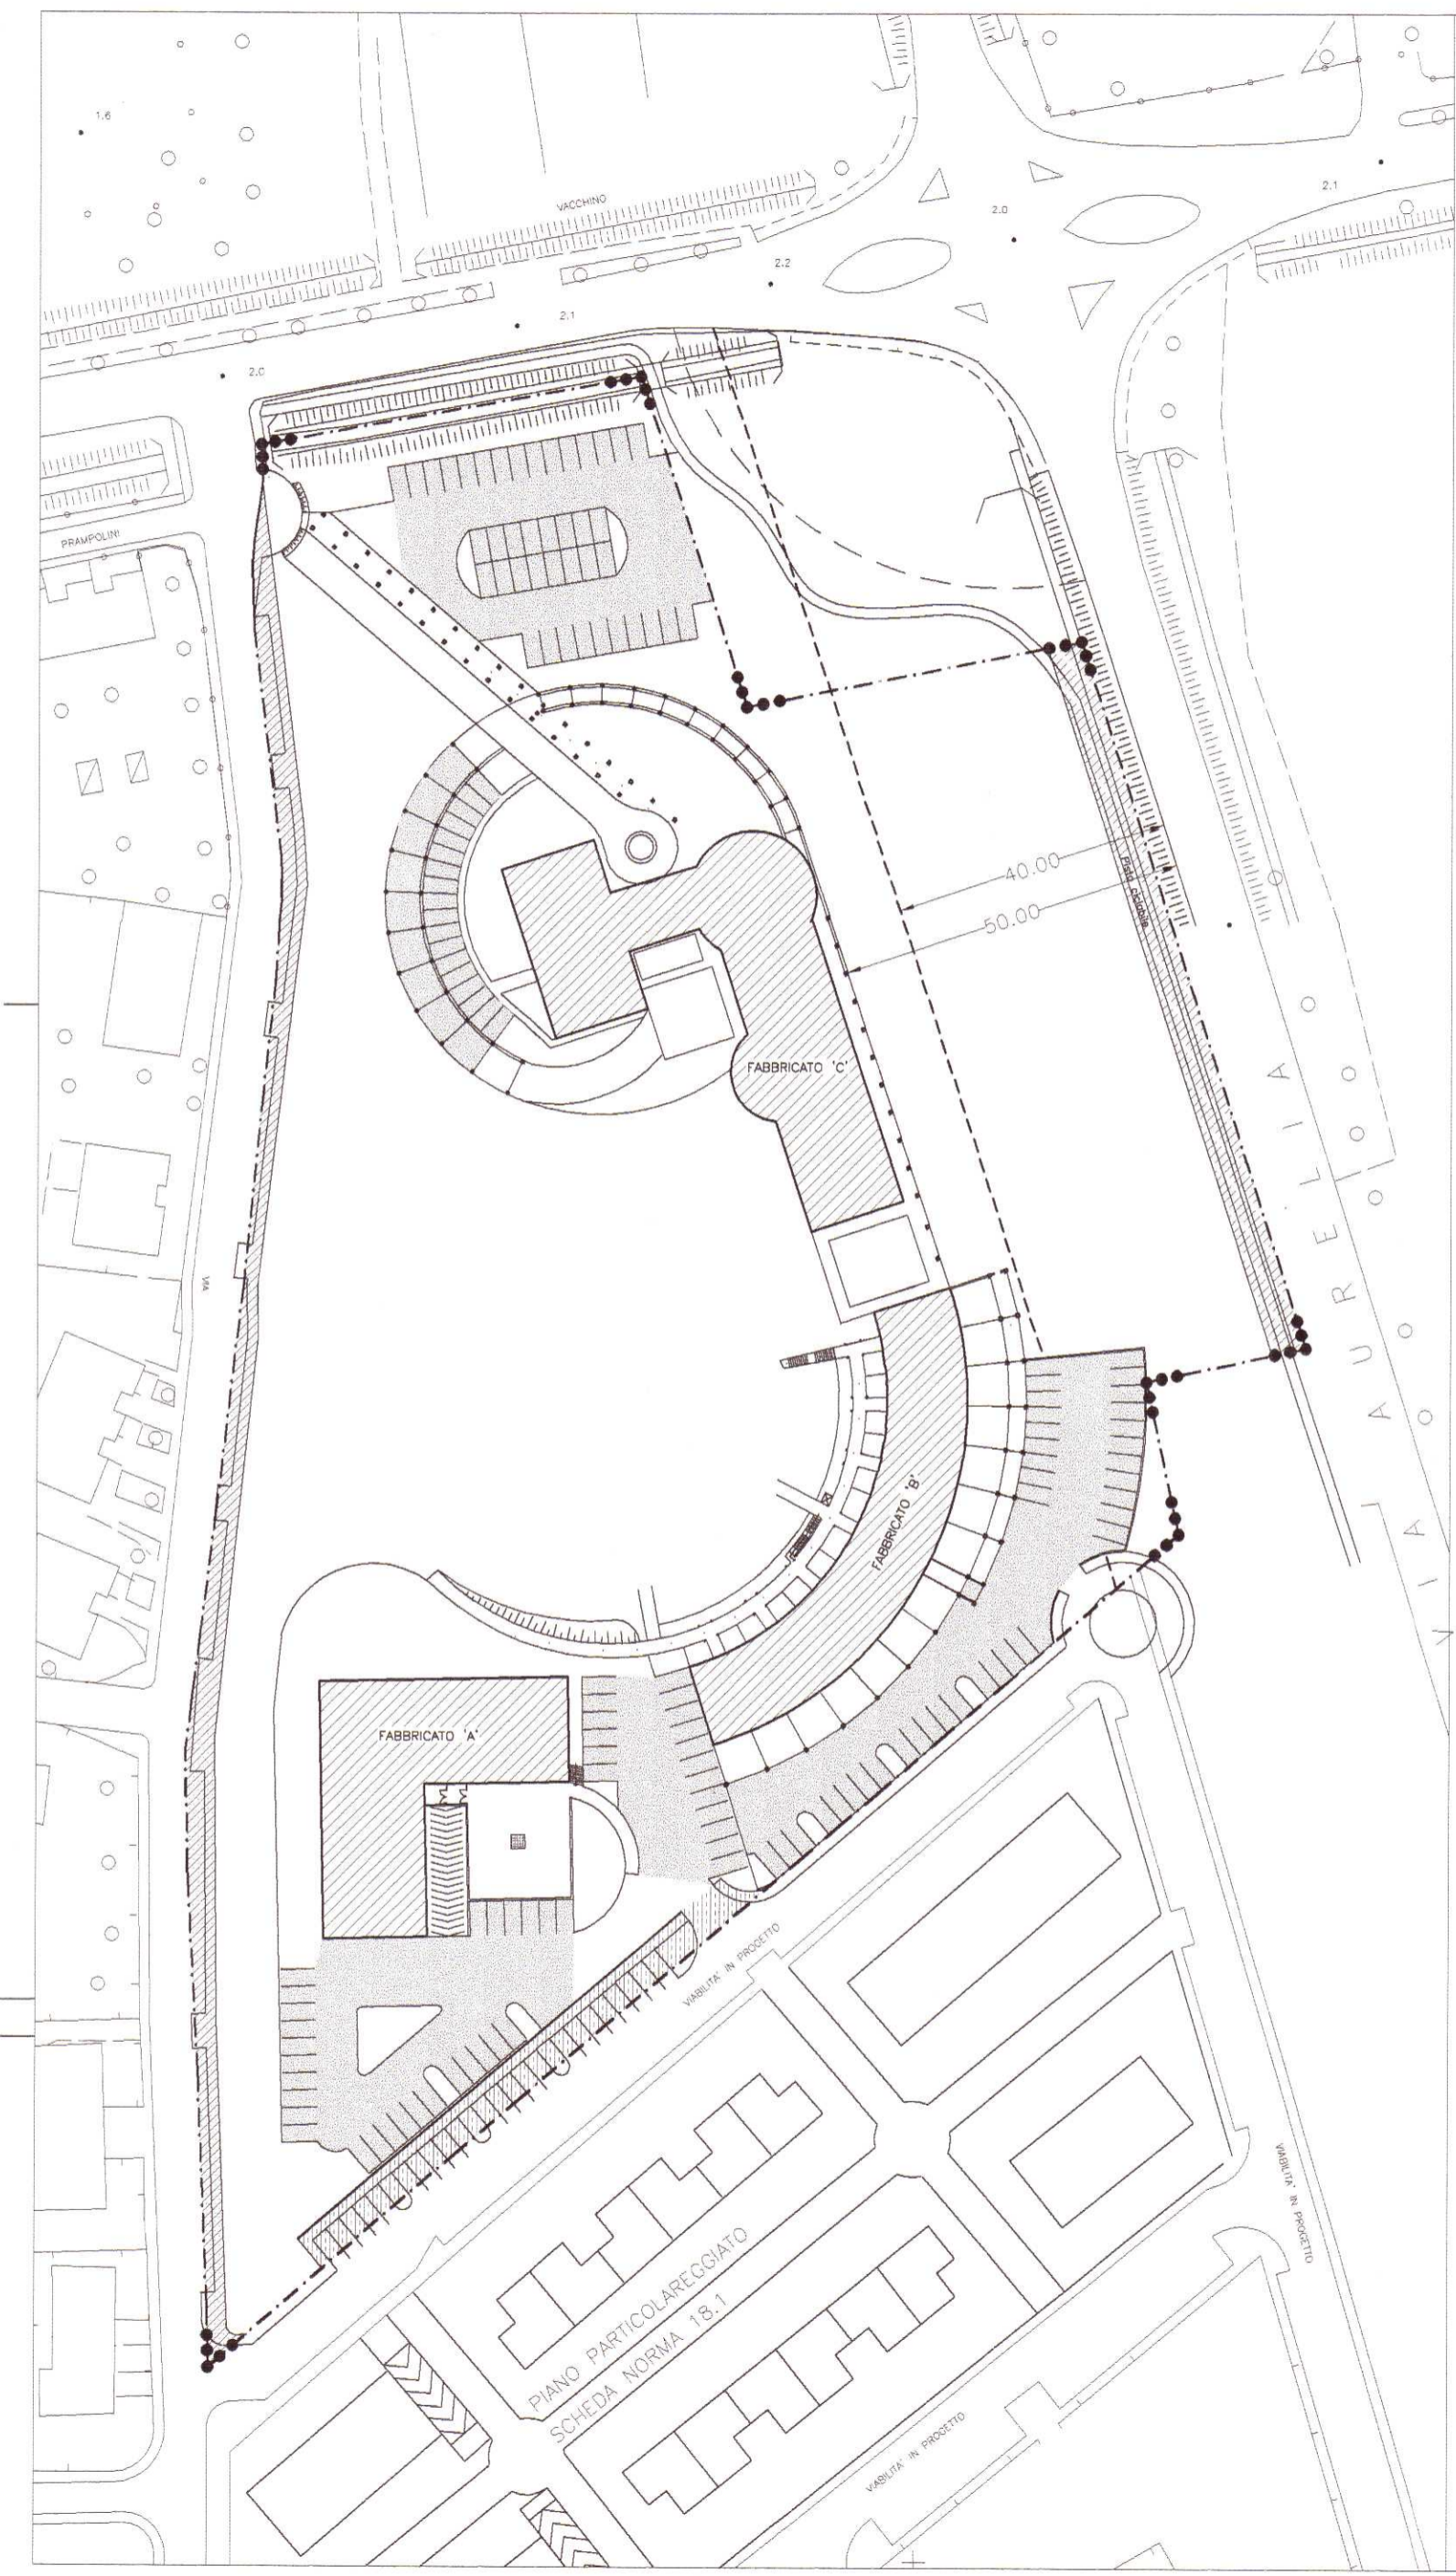 1.6
VACCHINO
2.1
2.0
2.2
2.1
2.0
PRAMPOLINI
40.00
Pista ciclabile
50.00
FABBRICATO 'C'
VIA
VIA AURELIA
FABBRICATO 'B'
FABBRICATO 'A'
VIABILITA' IN PROGETTO
VIABILITA' IN PROGETTO
PIANO PARTICOLAREGGIATO
SCHEDA NORMA 18.1
VIABILITA' IN PROGETTO